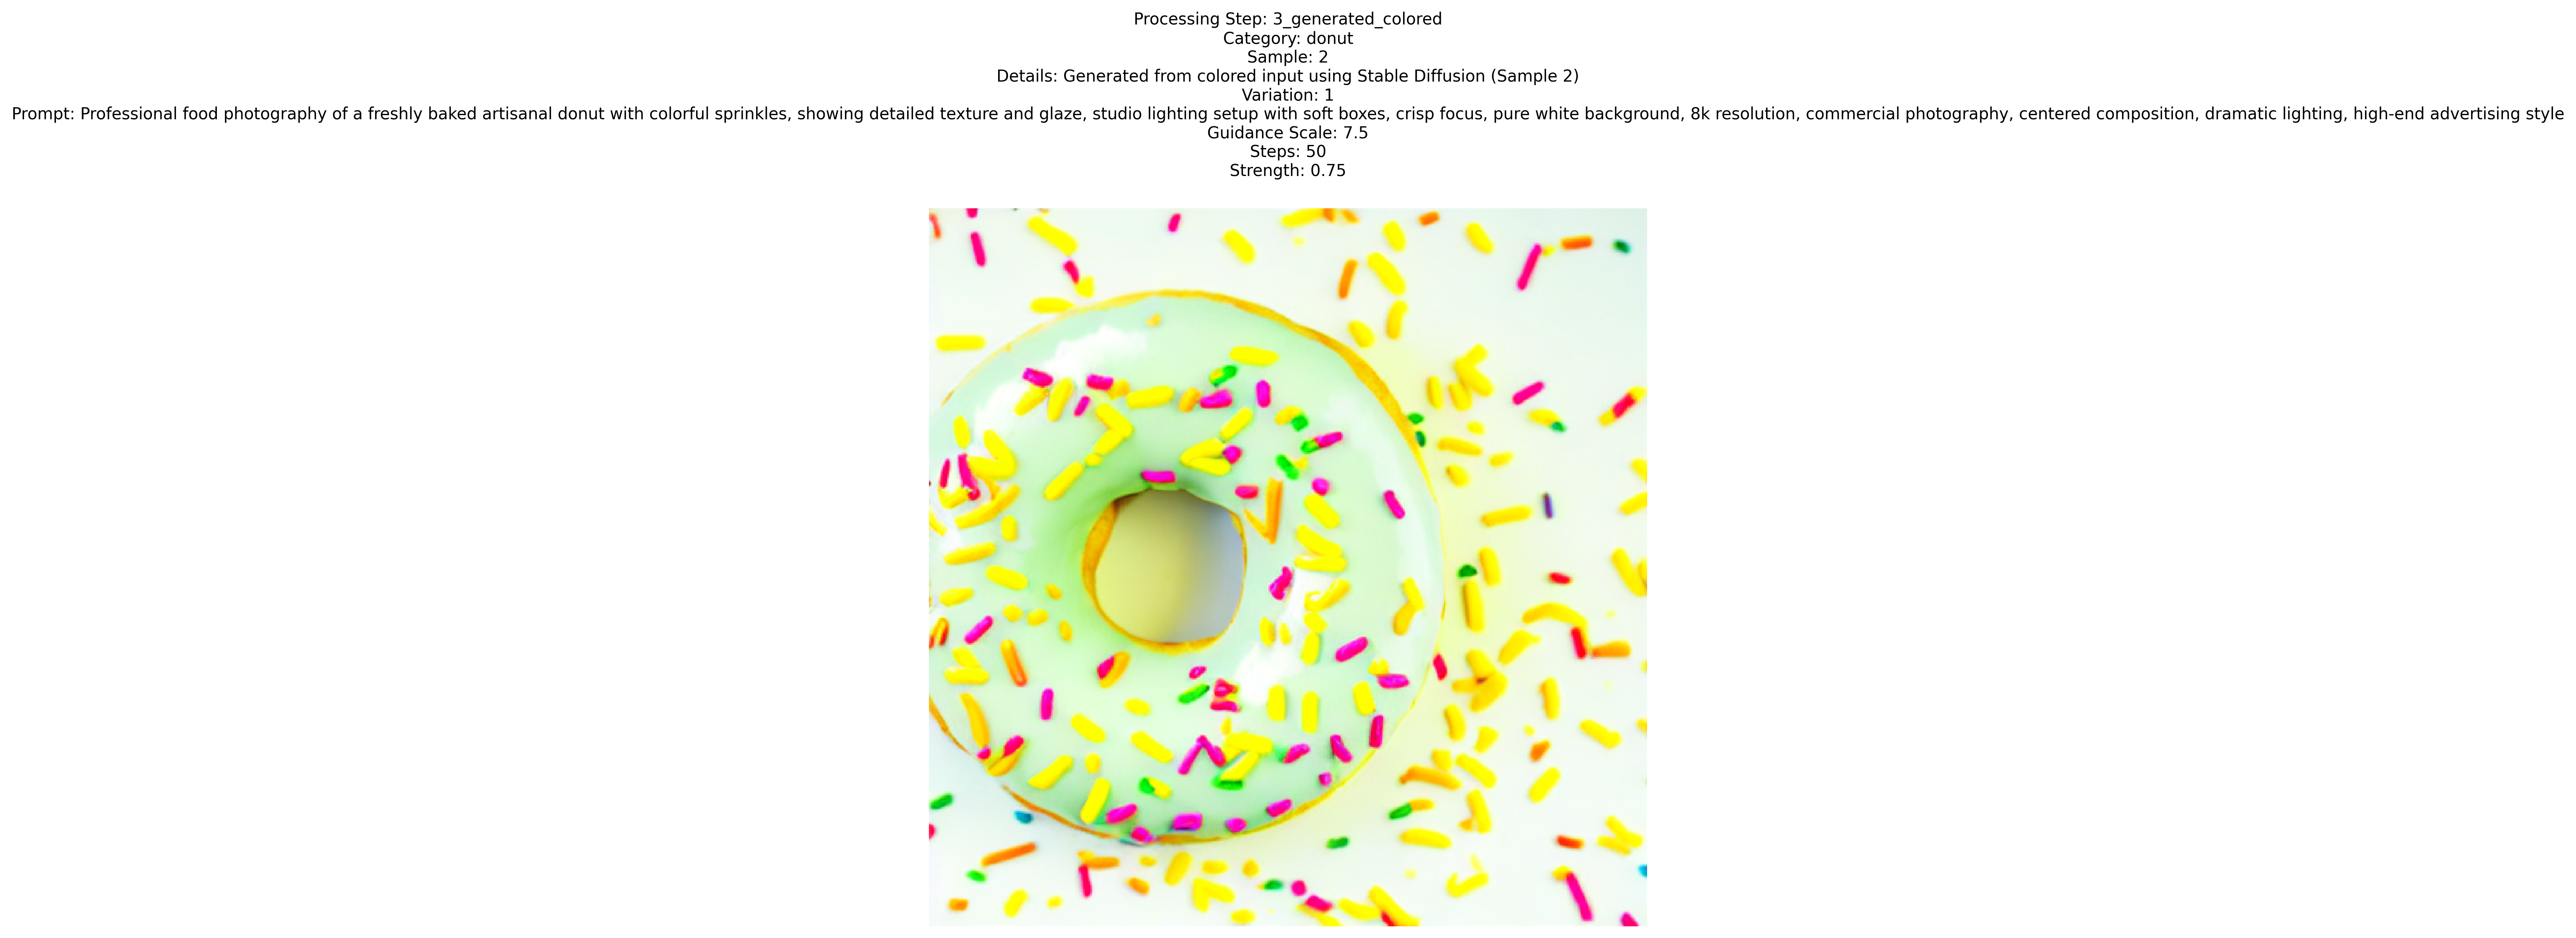 Processing Step: 3_generated_colored
Category: donut
Sample: 2
Details: Generated from colored input using Stable Diffusion (Sample 2)
Variation: 1
Prompt: Professional food photography of a freshly baked artisanal donut with colorful sprinkles, showing detailed texture and glaze, studio lighting setup with soft boxes, crisp focus, pure white background, 8k resolution, commercial photography, centered composition, dramatic lighting, high-end advertising style
Guidance Scale: 7.5
Steps: 50
Strength: 0.75